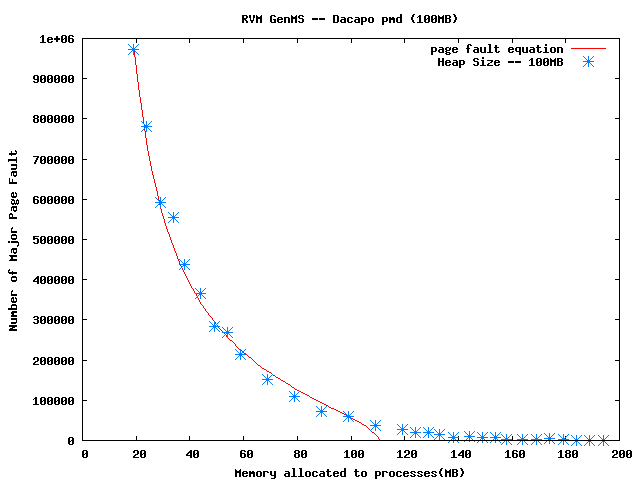 RVM GenMS -- Dacapo pmd (100MB)
page fault equation
Heap Size -- 100MB
1e+06
900000
800000
700000
600000
500000
400000
300000
200000
100000
0
Number of Major Page Fault
0 20 40 60 80 100 120 140 160 180 200
Memory allocated to processes(MB)